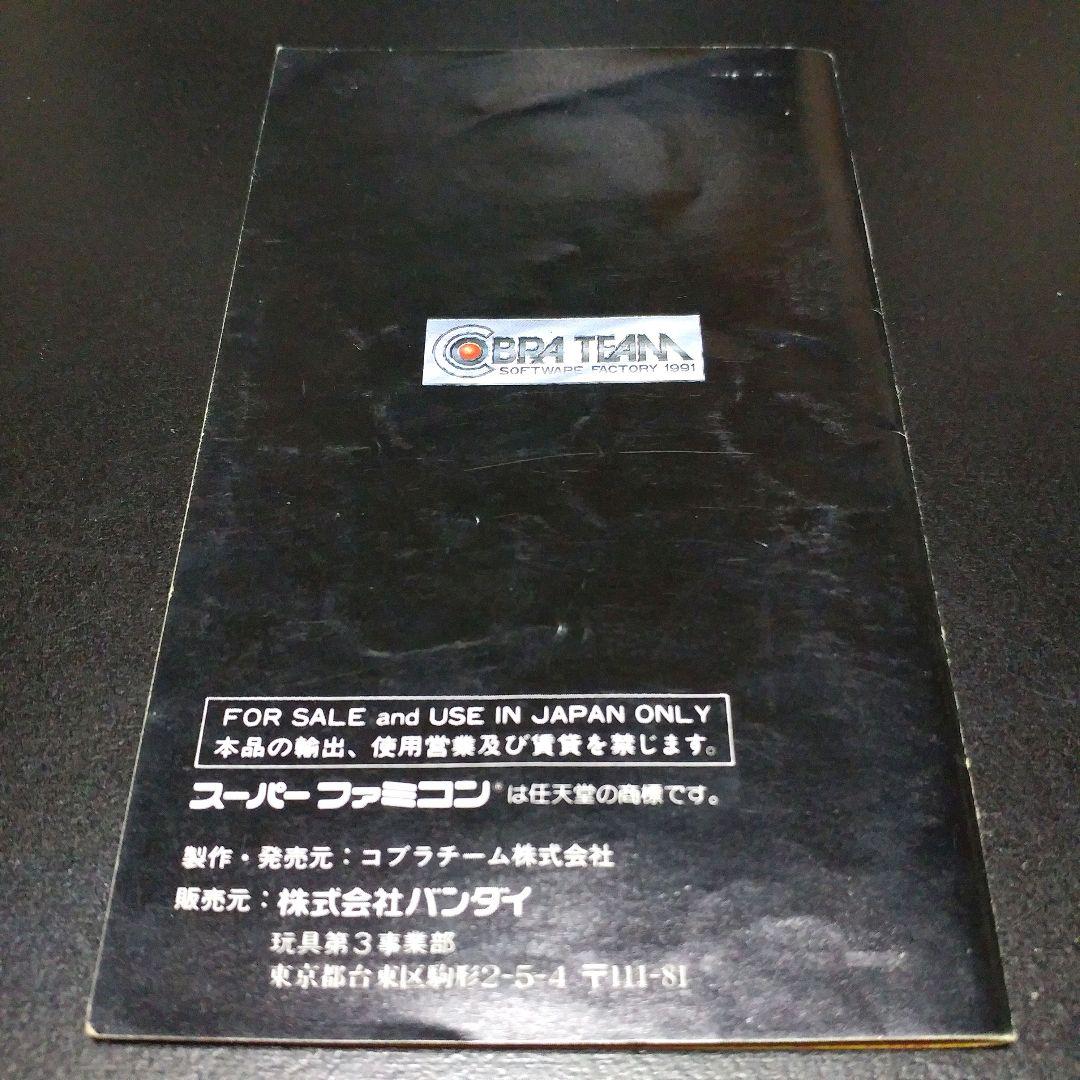 COBRA TEAM
SOFTWARE FACTORY 1991
FOR SALE and USE IN JAPAN ONLY
本品の輸出、使用営業及び賃貸を禁じます。
スーパーファミコン®は任天堂の商標です。
製作・発売元：コブラチーム株式会社
販売元：株式会社バンダイ
玩具第3事業部
東京都台東区駒形2-5-4 〒111-81